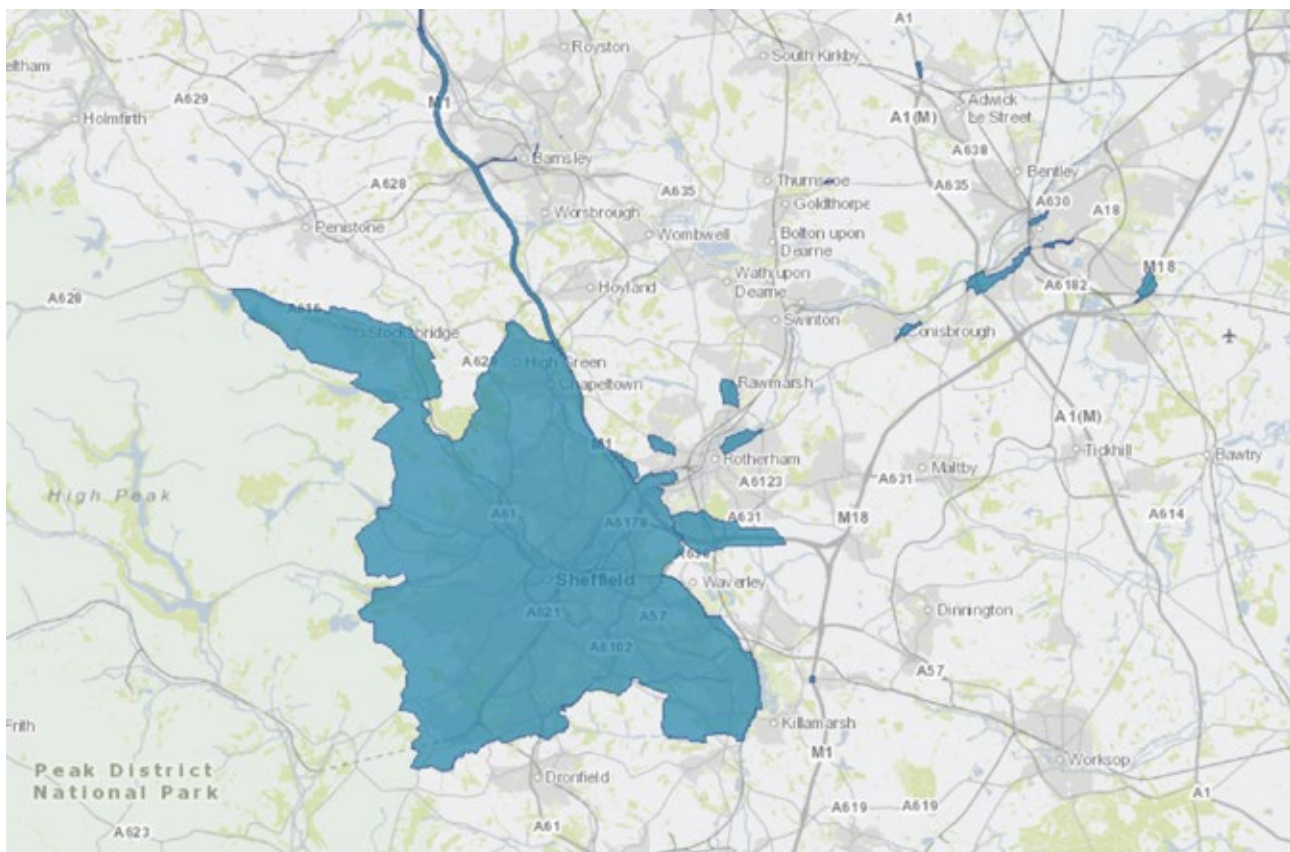 A1
Royston
South Kirkby
eltham
A629
M1
Adwick
Le Street
A1(M)
Holmfirth
A638
Barnsley
Bentley
A628
Thurnscoe
A635
A635
A630
Goldthorpe
A18
Worsbrough
Penistone
Wombwell
Bolton upon
Dearne
M18
Wath upon
Dearne
A6182
Hoyland
A628
A616
Swinton
Stocksbridge
Conisbrough
High Green
Chapeltown
Rawmarsh
A1(M)
M1
Tickhill
Bawtry
Rotherham
Maltby
A6123
A631
High Peak
A61
A6178
A631
M18
A614
Sheffield
Waverley
A621
A57
Dinnington
A6102
A57
Killamarsh
Frith
M1
Worksop
Peak District
National Park
Dronfield
A1
A619
A619
A623
A61